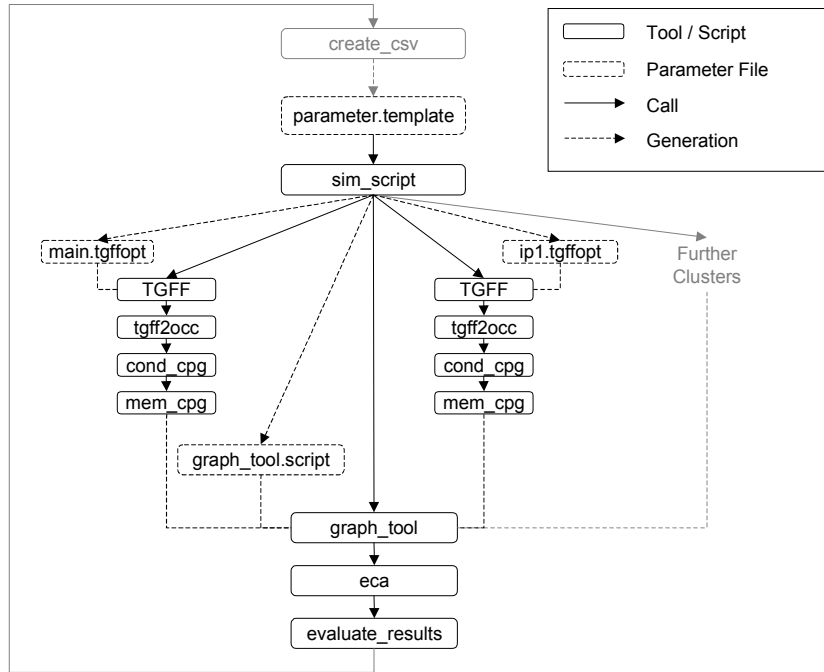 create_csv
Tool / Script
Parameter File
Call
Generation
parameter.template
sim_script
main.tgffopt
ip1.tgffopt
Further
Clusters
TGFF
TGFF
tgff2occ
tgff2occ
cond_cpg
cond_cpg
mem_cpg
mem_cpg
graph_tool.script
graph_tool
eca
evaluate_results